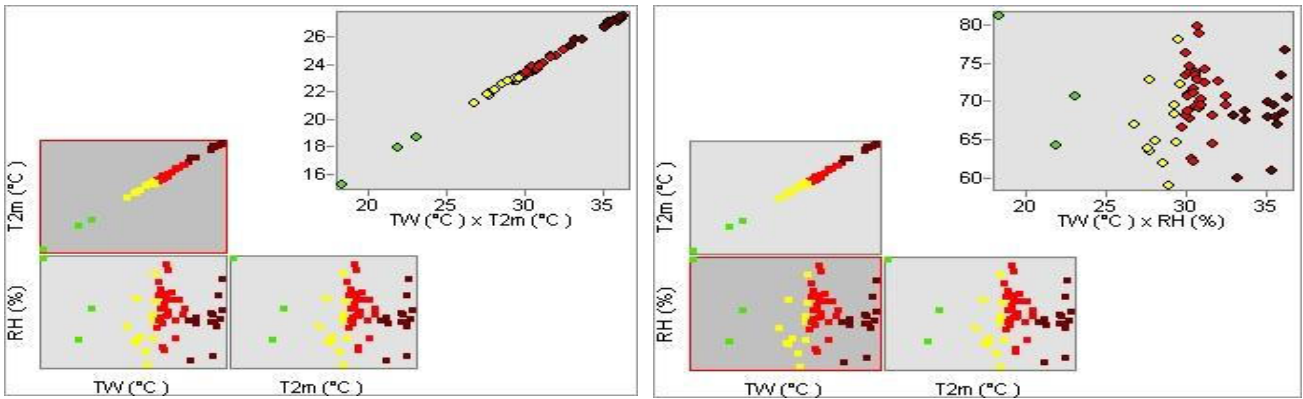 26
24
22
20
18
16
20 25 30 35
TW (°C ) x T2m (°C )
T2m (°C )
RH (%)
TW (°C ) T2m (°C )
80
75
70
65
60
20 25 30 35
TW (°C ) x RH (%)
T2m (°C )
RH (%)
TW (°C ) T2m (°C )